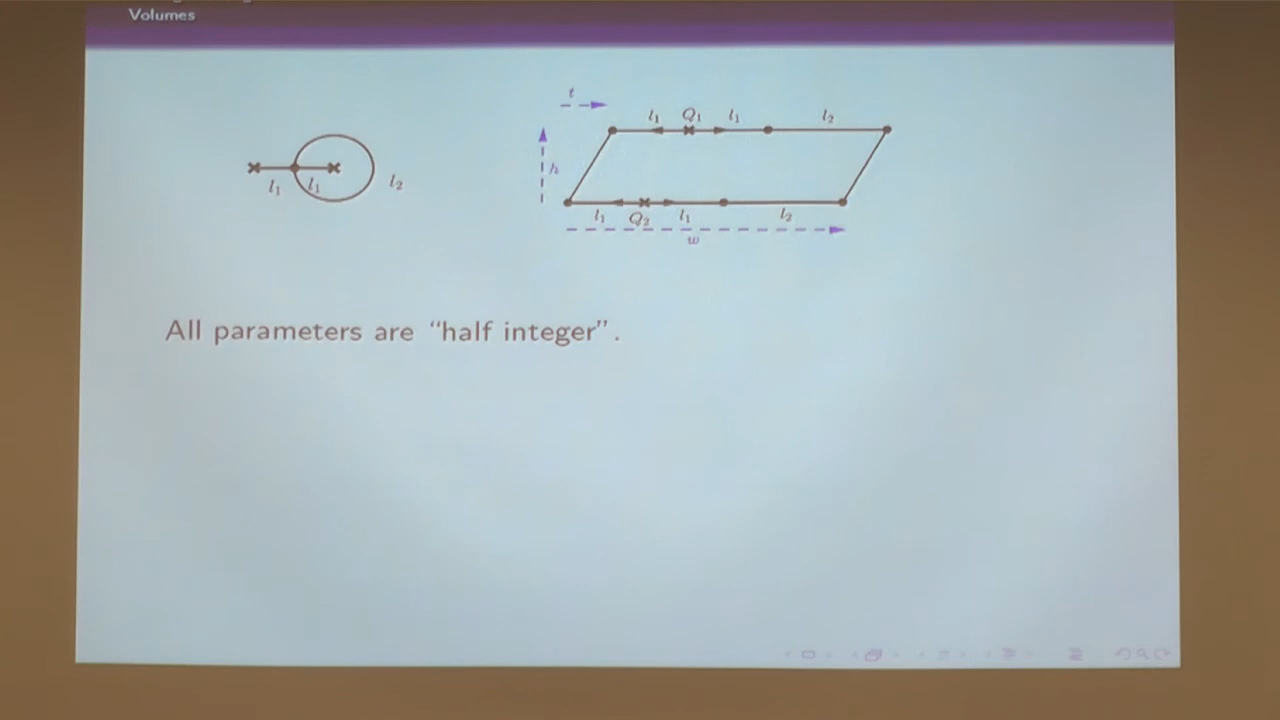 Volumes
t
l₁ Q₁ l₁ l₂
h
l₁ l₁ l₂
l₁ Q₂ l₁ l₂
w
All parameters are “half integer”.